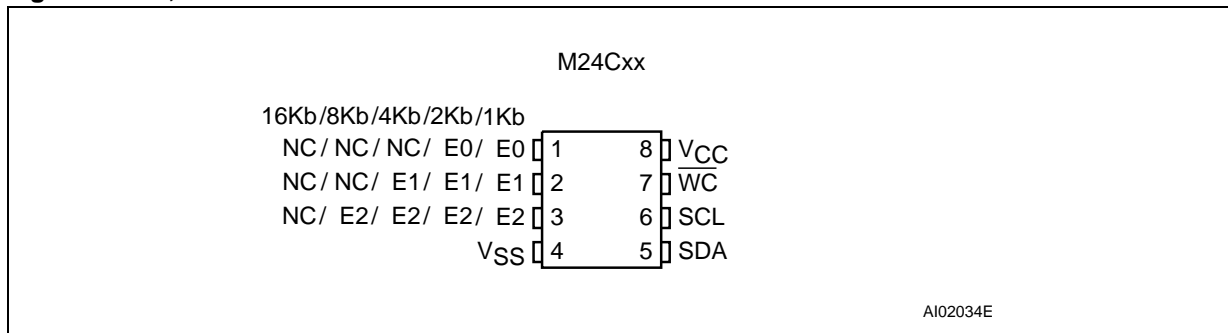 M24Cxx
16Kb/8Kb/4Kb/2Kb/1Kb
NC/ NC/ NC/ E0/ E0 1 8 VCC
NC/ NC/ E1/ E1/ E1 2 7 WC
NC/ E2/ E2/ E2/ E2 3 6 SCL
VSS 4 5 SDA
AI02034E